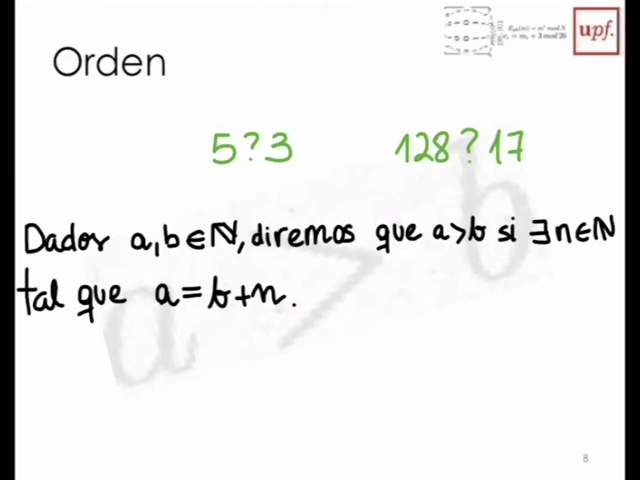 upf.
Orden
5?3 128?17
Dados a,b∈ℕ, diremos que a>b si ∃n∈ℕ
tal que a=b+n.
a > b
8